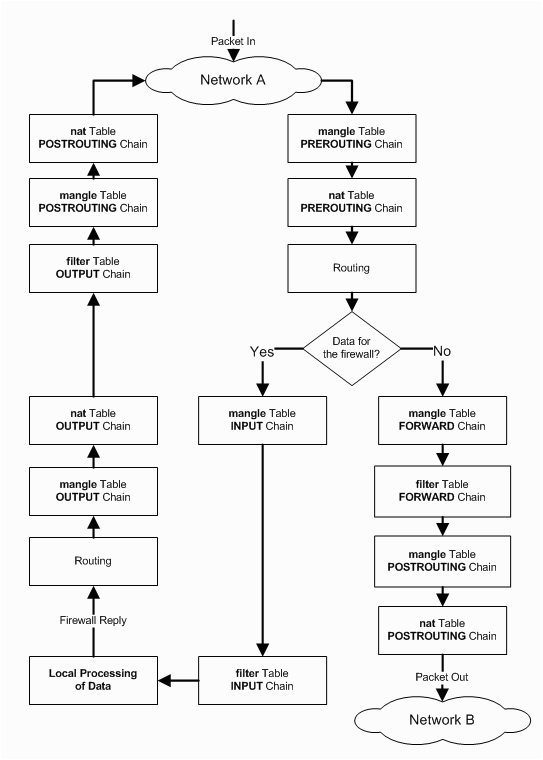 Packet In
Network A
nat Table
POSTROUTING Chain
mangle Table
PREROUTING Chain
mangle Table
POSTROUTING Chain
nat Table
PREROUTING Chain
filter Table
OUTPUT Chain
Routing
Data for
the firewall?
Yes
No
nat Table
OUTPUT Chain
mangle Table
INPUT Chain
mangle Table
FORWARD Chain
mangle Table
OUTPUT Chain
filter Table
FORWARD Chain
Routing
mangle Table
POSTROUTING Chain
Firewall Reply
nat Table
POSTROUTING Chain
Local Processing
of Data
filter Table
INPUT Chain
Packet Out
Network B